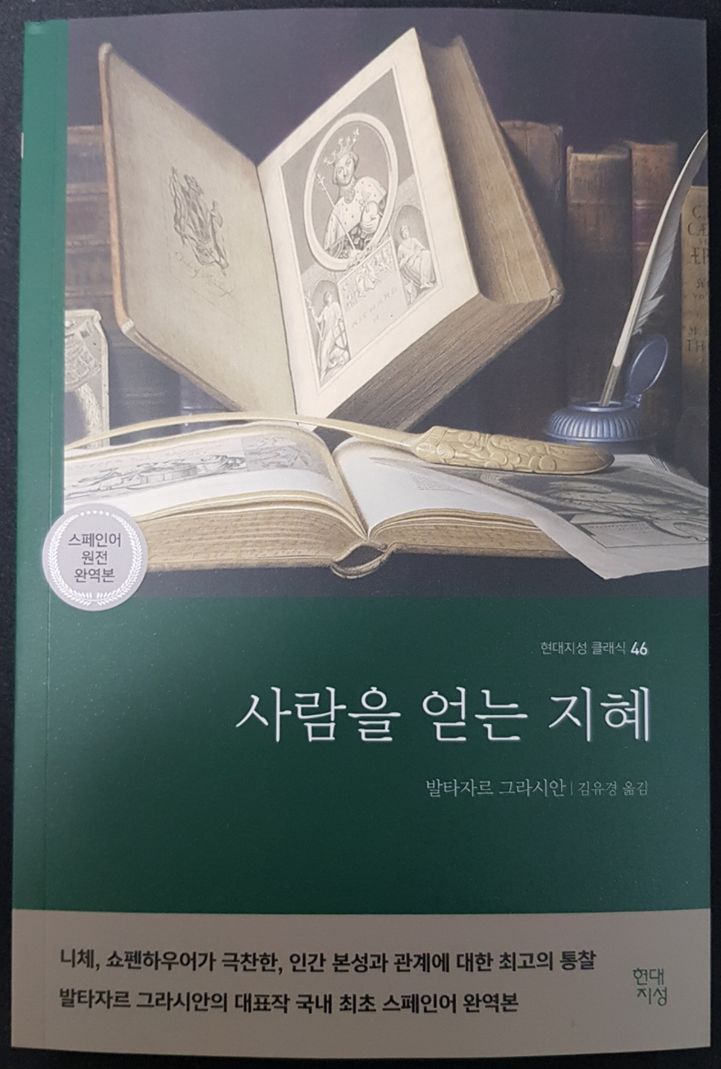 스페인어
원전
완역본
현대지성 클래식 46
사람을 얻는 지혜
발타자르 그라시안 | 김유경 옮김
니체, 쇼펜하우어가 극찬한, 인간 본성과 관계에 대한 최고의 통찰
발타자르 그라시안의 대표작 국내 최초 스페인어 완역본
현대
지성